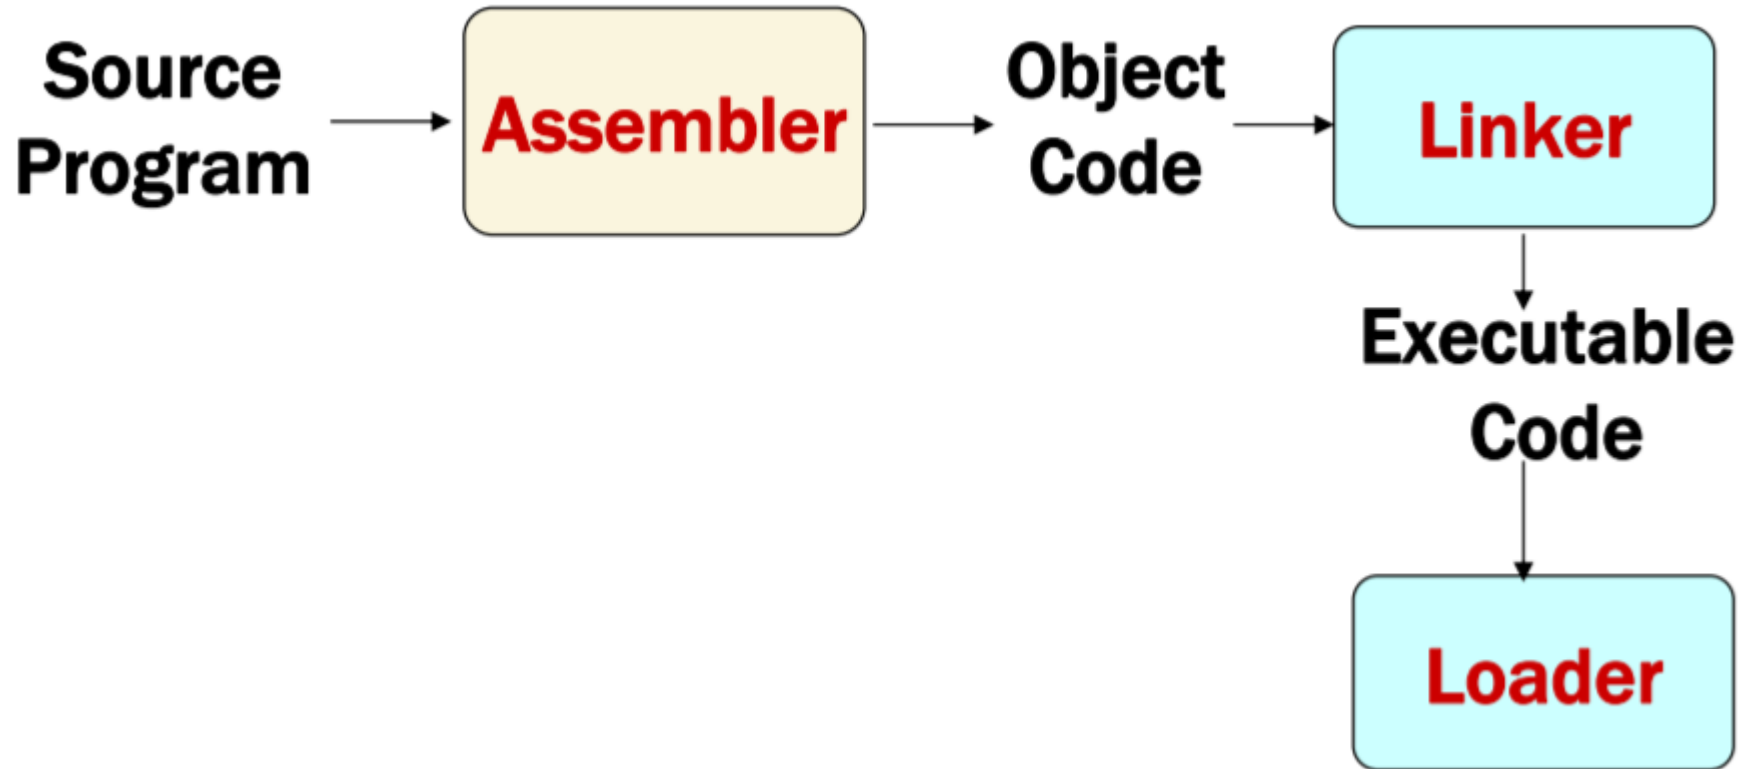 Source
Program
Assembler
Object
Code
Linker
Executable
Code
Loader